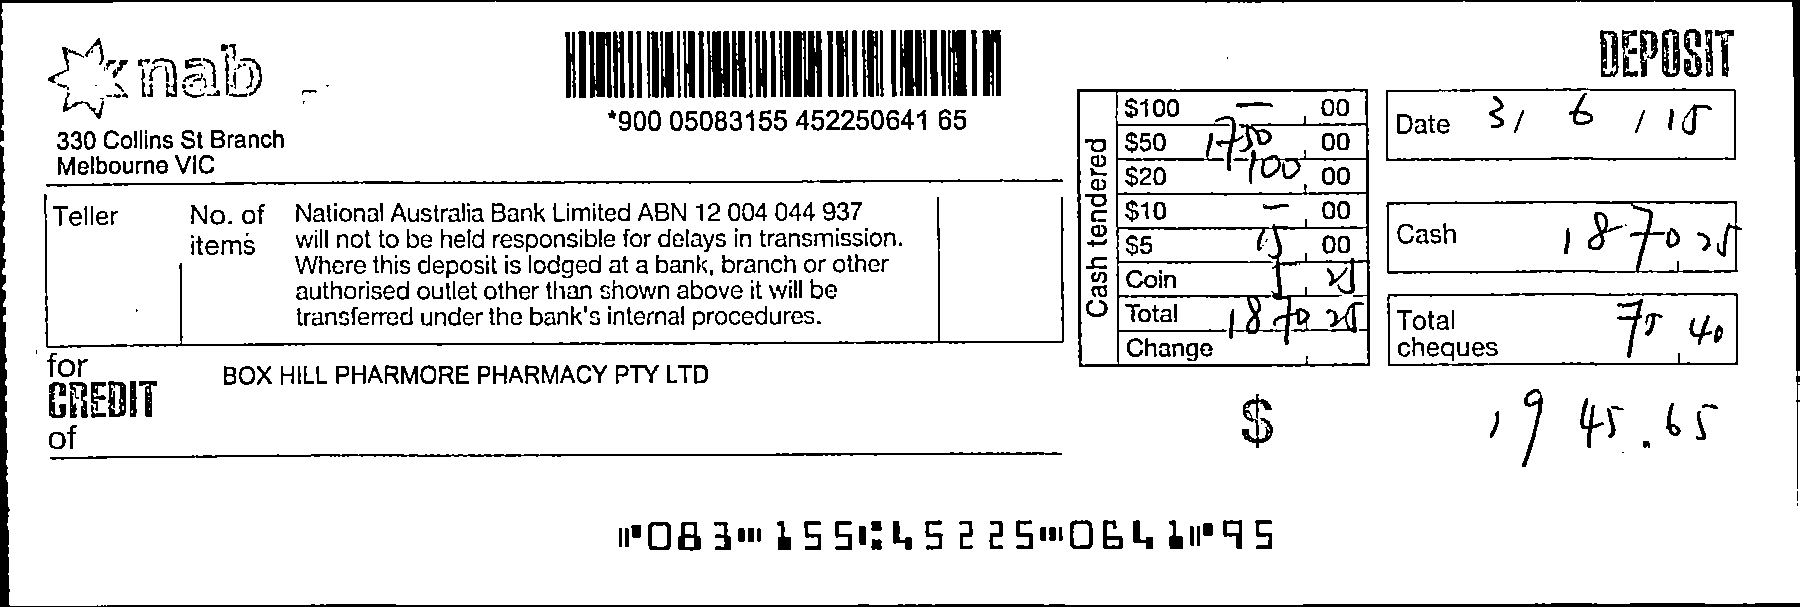 nab
DEPOSIT
*900 05083155 452250641 65
330 Collins St Branch
Melbourne VIC
Teller
No. of items
National Australia Bank Limited ABN 12 004 044 937
will not to be held responsible for delays in transmission.
Where this deposit is lodged at a bank, branch or other
authorised outlet other than shown above it will be
transferred under the bank's internal procedures.
for
CREDIT
of
BOX HILL PHARMORE PHARMACY PTY LTD
Cash tendered
$100 — 00
$50 1750 00
$20 100 00
$10 — 00
$5 15 00
Coin 5 25
Total 1870 25
Change
Date 3/ 6 / 15
Cash 1870 25
Total cheques 75 40
$ 1945.65
⑈083⑉155⑆45225⑉0641⑈95